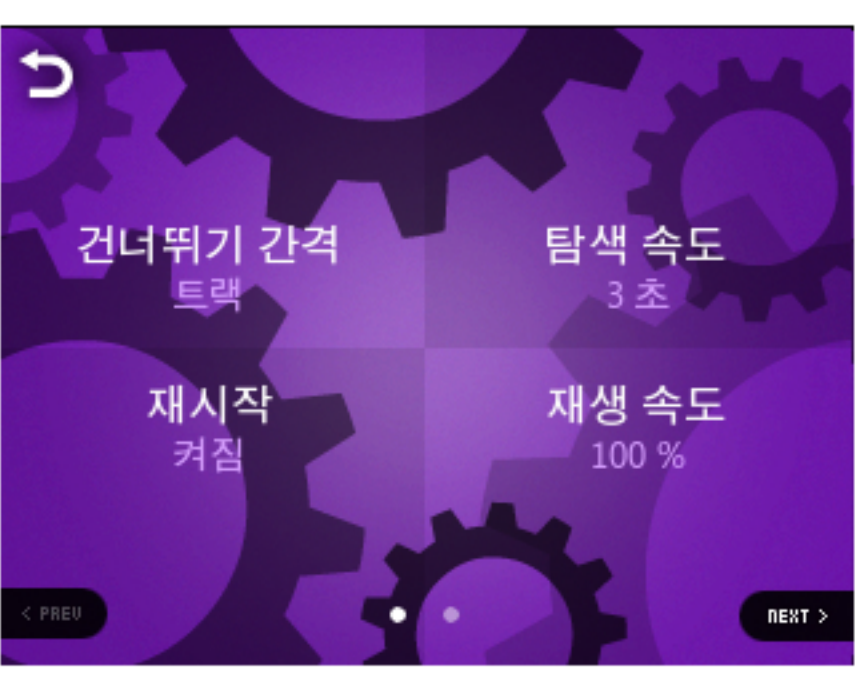 건너뛰기 간격
트랙
탐색 속도
3 초
재시작
켜짐
재생 속도
100 %
< PREV
NEXT >